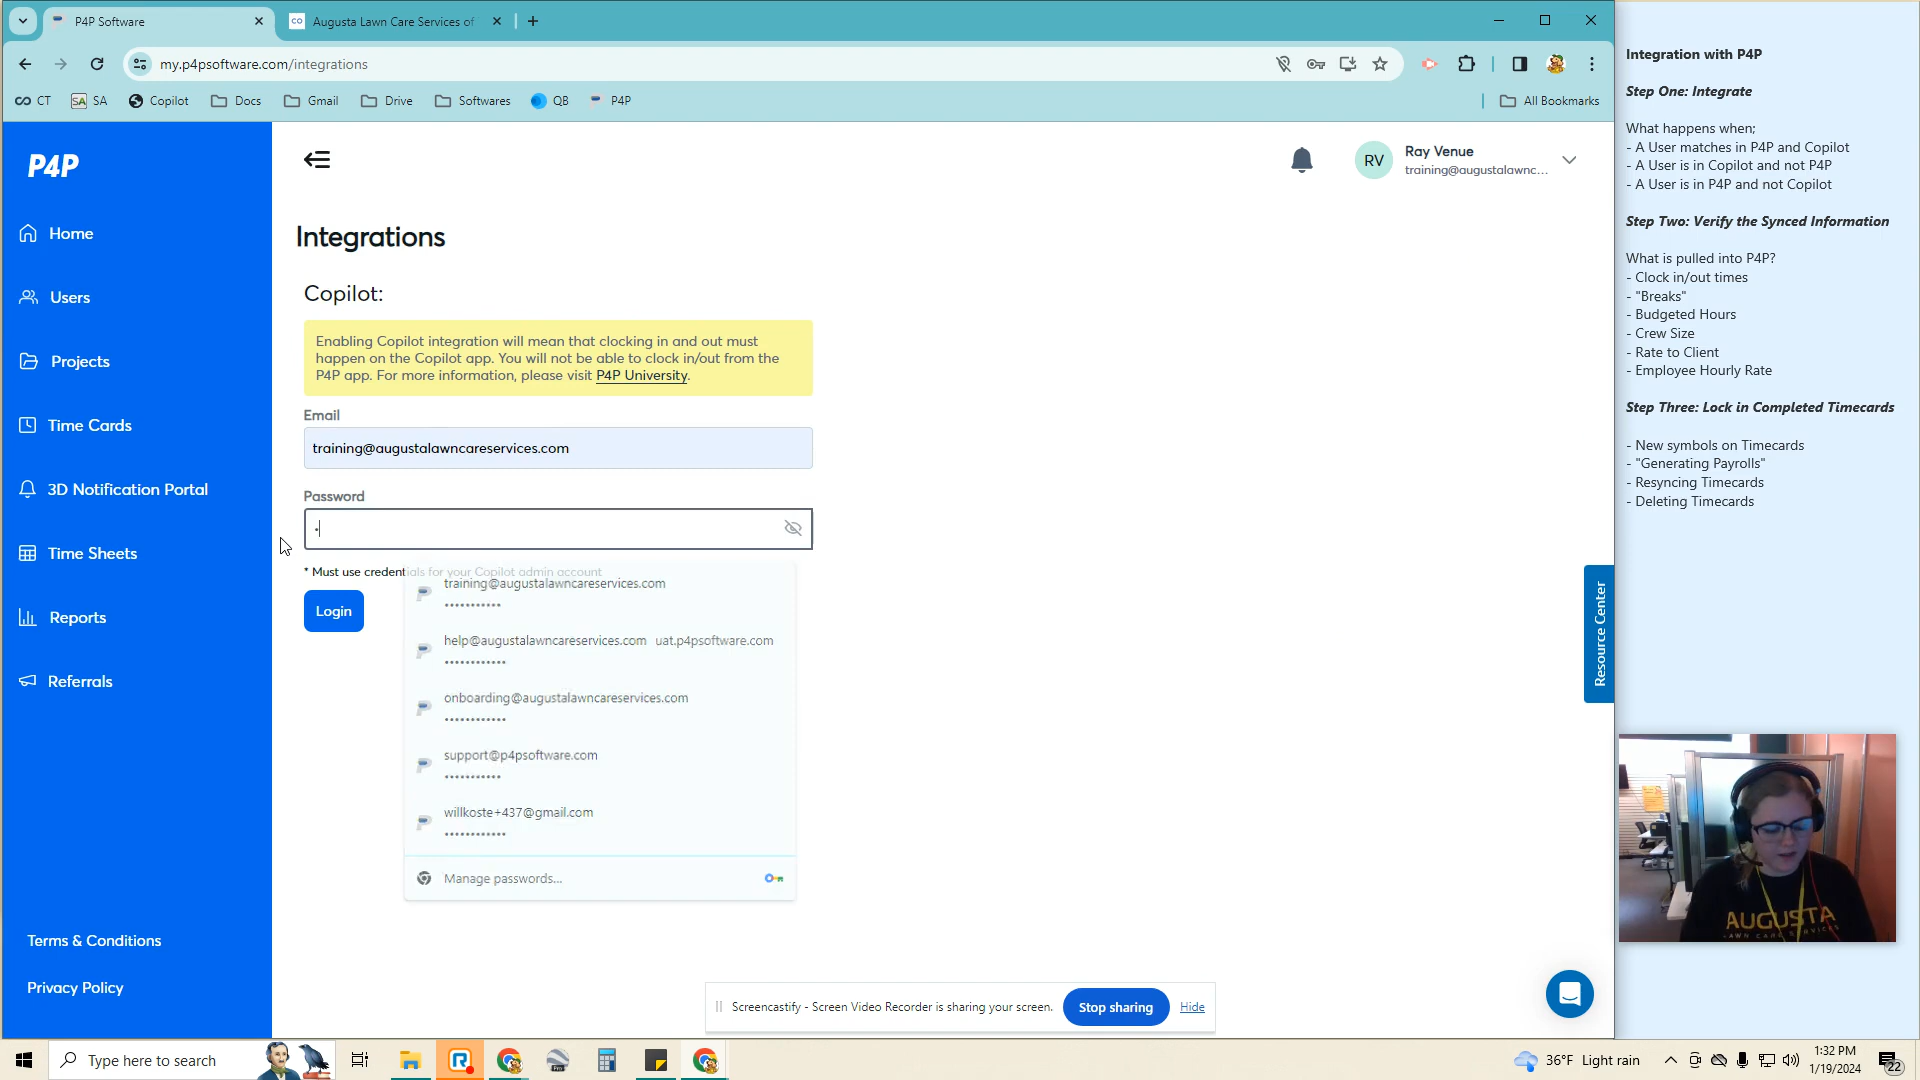 P4P Software
Augusta Lawn Care Services of
my.p4psoftware.com/integrations
CT
SA
Copilot
Docs
Gmail
Drive
Softwares
QB
P4P
All Bookmarks
P4P
Home
Users
Projects
Time Cards
3D Notification Portal
Time Sheets
Reports
Referrals
Terms & Conditions
Privacy Policy
RV
Ray Venue
training@augustalawnc...
Integrations
Copilot:
Enabling Copilot integration will mean that clocking in and out must
happen on the Copilot app. You will not be able to clock in/out from the
P4P app. For more information, please visit P4P University.
Email
training@augustalawncareservices.com
Password
* Must use credentials for your Copilot admin account
Login
training@augustalawncareservices.com
•••••••••••
help@augustalawncareservices.com uat.p4psoftware.com
••••••••••••
onboarding@augustalawncareservices.com
••••••••••••
support@p4psoftware.com
•••••••••••
willkoste+437@gmail.com
••••••••••••
Manage passwords...
Resource Center
Screencastify - Screen Video Recorder is sharing your screen.
Stop sharing
Hide
Integration with P4P
Step One: Integrate
What happens when;
- A User matches in P4P and Copilot
- A User is in Copilot and not P4P
- A User is in P4P and not Copilot
Step Two: Verify the Synced Information
What is pulled into P4P?
- Clock in/out times
- "Breaks"
- Budgeted Hours
- Crew Size
- Rate to Client
- Employee Hourly Rate
Step Three: Lock in Completed Timecards
- New symbols on Timecards
- "Generating Payrolls"
- Resyncing Timecards
- Deleting Timecards
AUGUSTA
LAWN CARE SERVICES
Type here to search
36°F Light rain
1:32 PM
1/19/2024
22